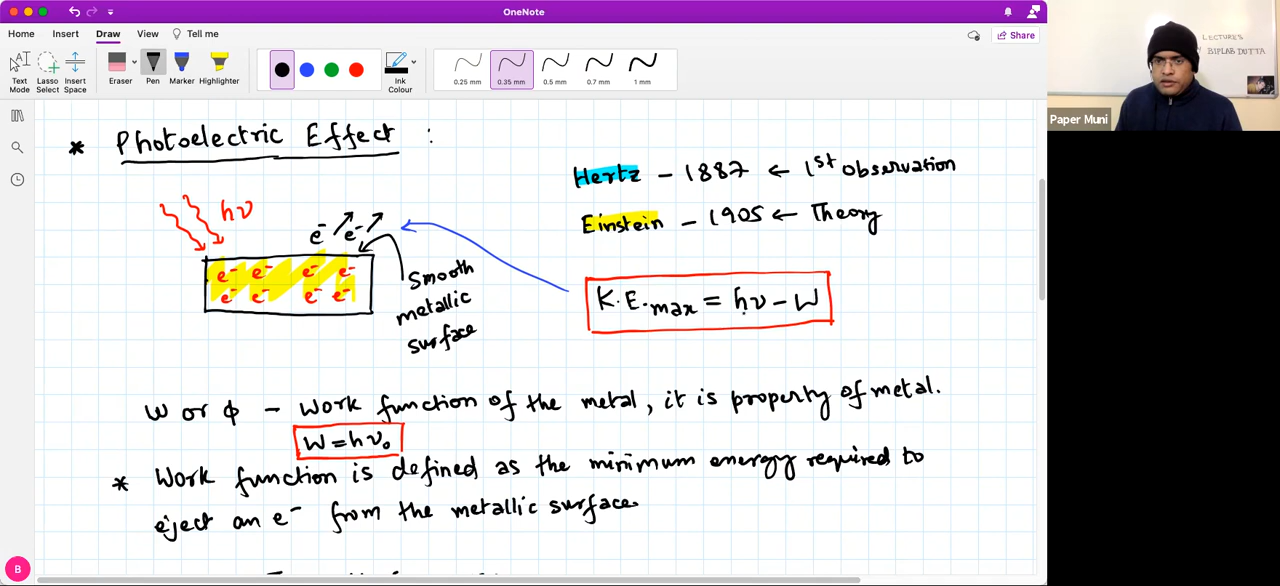 OneNote
Home Insert Draw View Tell me
Share
Text Mode
Lasso Select
Insert Space
Eraser
Pen
Marker
Highlighter
Ink Colour
0.25 mm 0.35 mm 0.5 mm 0.7 mm 1 mm
LECTURES
BIPLAB DUTTA
Paper Muni
* Photoelectric Effect :
Hertz - 1887 ← 1st Observation
Einstein - 1905 ← Theory
hν
e⁻ e⁻
e⁻ e⁻ e⁻ e⁻
e⁻ e⁻ e⁻ e⁻
Smooth
metallic
surface
K.E.max = hν - W
W or ϕ - Work function of the metal, it is property of metal.
W = hν₀
* Work function is defined as the minimum energy required to
eject an e⁻ from the metallic surface.
B